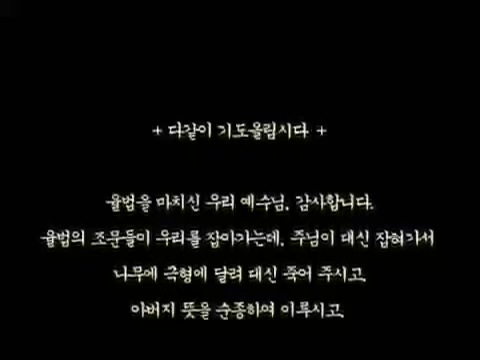 + 다같이 기도올림시다 +
율법을 마치신 우리 예수님. 감사합니다.
율법의 조문들이 우리를 잡아가는데. 주님이 대신 잡혀가서
나무에 극형에 달려 대신 죽어 주시고.
아버지 뜻을 순종하여 이루시고.